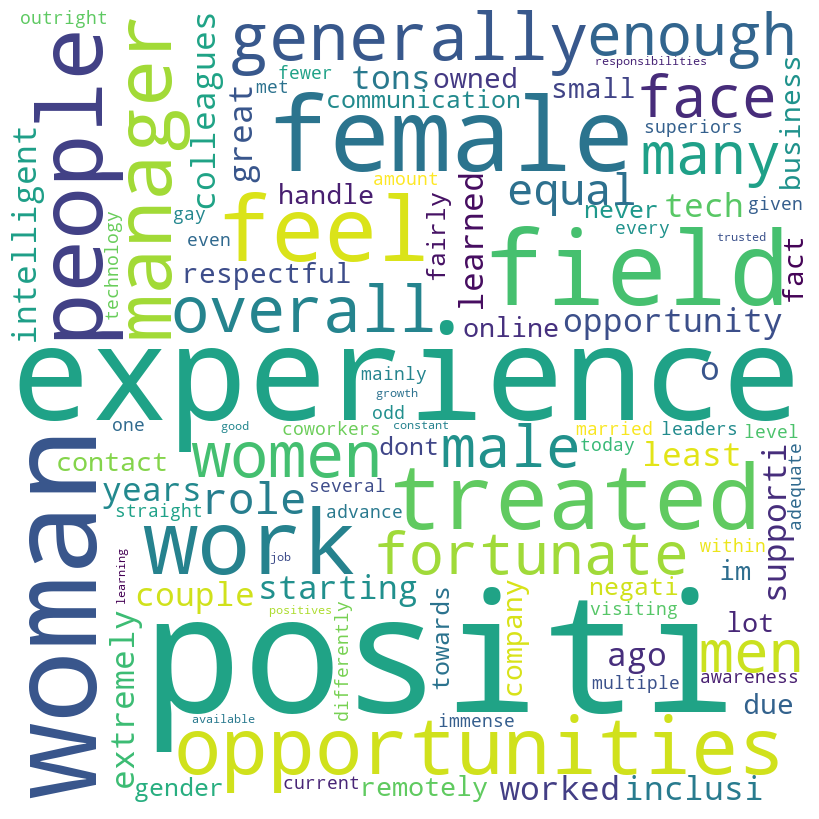 outright
people
manager
colleagues
generally
enough
responsibilities
met
fewer
tons
owned
communication
small
face
business
great
female
superiors
many
intelligent
technology
gay
even
handle
amount
equal
never
tech
given
every
trusted
feel
fairly
learned
field
fact
respectful
overall
online
opportunity
experience
mainly
growth
odd
o
one
good
coworkers
constant
dont
married
leaders
level
today
woman
contact
women
male
least
supporti
adequate
years
straight
role
several
advance
treated
work
job
fortunate
within
im
learning
couple
starting
negati
visiting
extremely
positives
differently
towards
company
positi
ago
lot
men
multiple
awareness
available
immense
due
opportunities
gender
current
remotely
worked
inclusi